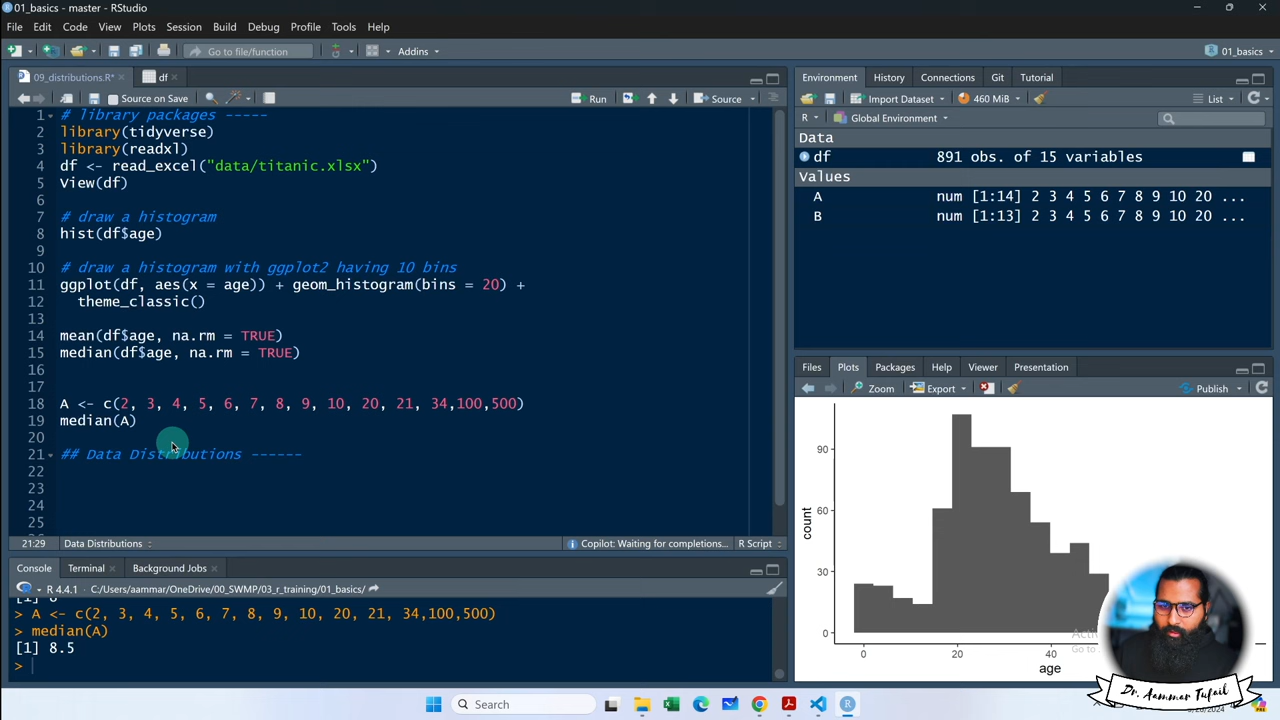 01_basics - master - RStudio
File Edit Code View Plots Session Build Debug Profile Tools Help
Go to file/function Addins 01_basics
09_distributions.R* df
Source on Save Run Source
1 # library packages -----
2 library(tidyverse)
3 library(readxl)
4 df <- read_excel("data/titanic.xlsx")
5 View(df)
6
7 # draw a histogram
8 hist(df$age)
9
10 # draw a histogram with ggplot2 having 10 bins
11 ggplot(df, aes(x = age)) + geom_histogram(bins = 20) +
12 theme_classic()
13
14 mean(df$age, na.rm = TRUE)
15 median(df$age, na.rm = TRUE)
16
17
18 A <- c(2, 3, 4, 5, 6, 7, 8, 9, 10, 20, 21, 34,100,500)
19 median(A)
20
21 ## Data Distributions ------
22
23
24
25
21:29 Data Distributions Copilot: Waiting for completions... R Script
Console Terminal Background Jobs
R 4.4.1 · C:/Users/aammar/OneDrive/00_SWMP/03_r_training/01_basics/
> A <- c(2, 3, 4, 5, 6, 7, 8, 9, 10, 20, 21, 34,100,500)
> median(A)
[1] 8.5
>
Environment History Connections Git Tutorial
Import Dataset 460 MiB List
R Global Environment
Data
df 891 obs. of 15 variables
Values
A num [1:14] 2 3 4 5 6 7 8 9 10 20 ...
B num [1:13] 2 3 4 5 6 7 8 9 10 20 ...
Files Plots Packages Help Viewer Presentation
Zoom Export Publish
90
60
30
0
count
0 20 40
age
Dr. Aammar Tufail
Search